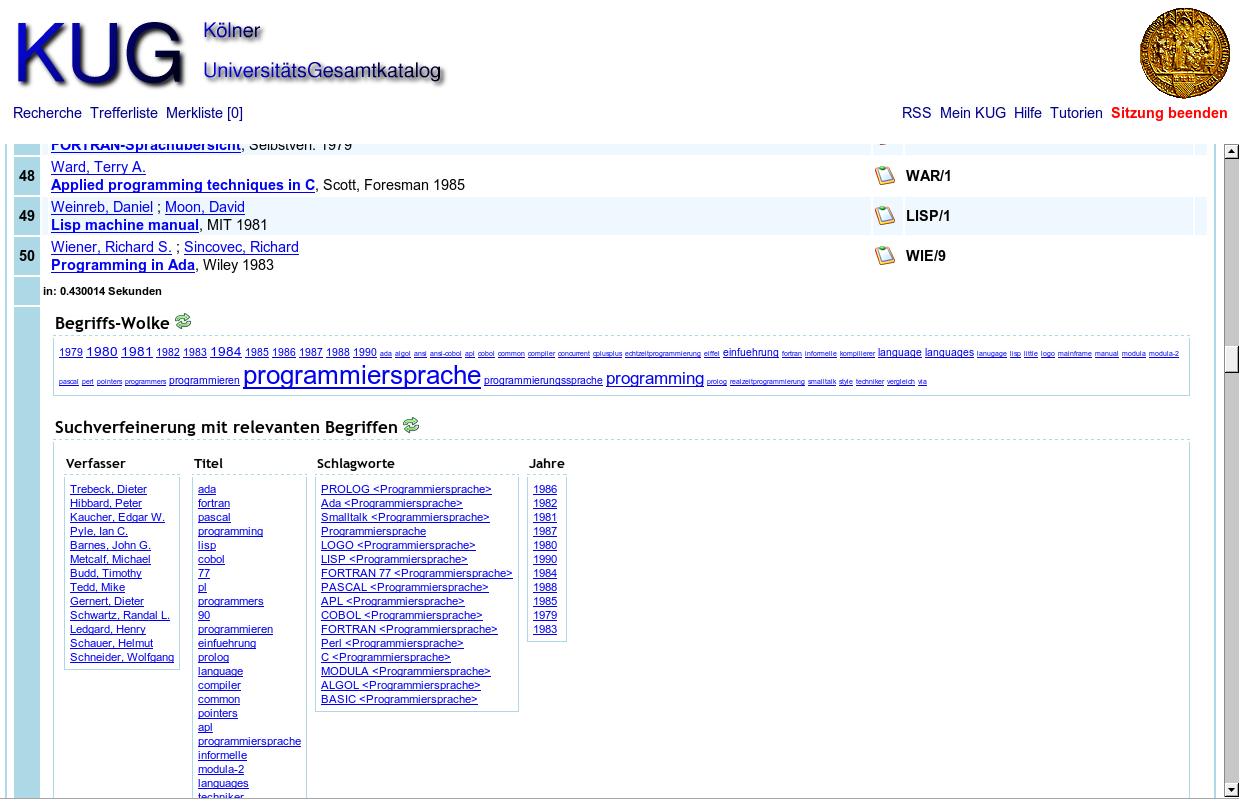 KUG Kölner
UniversitätsGesamtkatalog
Recherche Trefferliste Merkliste [0] RSS Mein KUG Hilfe Tutorien Sitzung beenden
FORTRAN-Sprachübersicht, Selbstverl. 1979
48 Ward, Terry A.
Applied programming techniques in C, Scott, Foresman 1985 WAR/1
49 Weinreb, Daniel ; Moon, David
Lisp machine manual, MIT 1981 LISP/1
50 Wiener, Richard S. ; Sincovec, Richard
Programming in Ada, Wiley 1983 WIE/9
in: 0.430014 Sekunden
Begriffs-Wolke
1979 1980 1981 1982 1983 1984 1985 1986 1987 1988 1990 ada algol ansi ansi-cobol apl cobol common compiler concurrent cplusplus echtzeitprogrammierung eiffel einfuehrung fortran informelle kompilierer language languages lanugage lisp little logo mainframe manual modula modula-2
pascal perl pointers programmers programmieren programmiersprache programmierungssprache programming prolog realzeitprogrammierung smalltalk style techniker vergleich via
Suchverfeinerung mit relevanten Begriffen
Verfasser
Trebeck, Dieter
Hibbard, Peter
Kaucher, Edgar W.
Pyle, Ian C.
Barnes, John G.
Metcalf, Michael
Budd, Timothy
Tedd, Mike
Gernert, Dieter
Schwartz, Randal L.
Ledgard, Henry
Schauer, Helmut
Schneider, Wolfgang
Titel
ada
fortran
pascal
programming
lisp
cobol
77
pl
programmers
90
programmieren
einfuehrung
prolog
language
compiler
common
pointers
apl
programmiersprache
informelle
modula-2
languages
techniker
Schlagworte
PROLOG <Programmiersprache>
Ada <Programmiersprache>
Smalltalk <Programmiersprache>
Programmiersprache
LOGO <Programmiersprache>
LISP <Programmiersprache>
FORTRAN 77 <Programmiersprache>
PASCAL <Programmiersprache>
APL <Programmiersprache>
COBOL <Programmiersprache>
FORTRAN <Programmiersprache>
Perl <Programmiersprache>
C <Programmiersprache>
MODULA <Programmiersprache>
ALGOL <Programmiersprache>
BASIC <Programmiersprache>
Jahre
1986
1982
1981
1987
1980
1990
1984
1988
1985
1979
1983